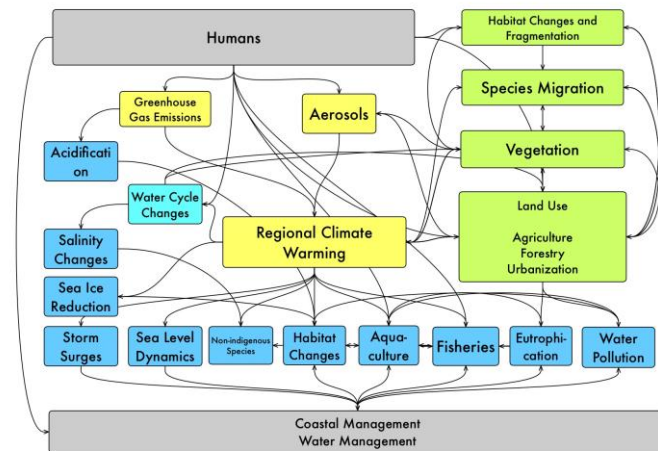 Humans
Habitat Changes and
Fragmentation
Species Migration
Greenhouse
Gas Emissions
Aerosols
Vegetation
Acidificati
on
Water Cycle
Changes
Land Use
Agriculture
Forestry
Urbanization
Regional Climate
Warming
Salinity
Changes
Sea Ice
Reduction
Storm
Surges
Sea Level
Dynamics
Non-indigenous
Species
Habitat
Changes
Aqua-
culture
Fisheries
Eutrophi-
cation
Water
Pollution
Coastal Management
Water Management